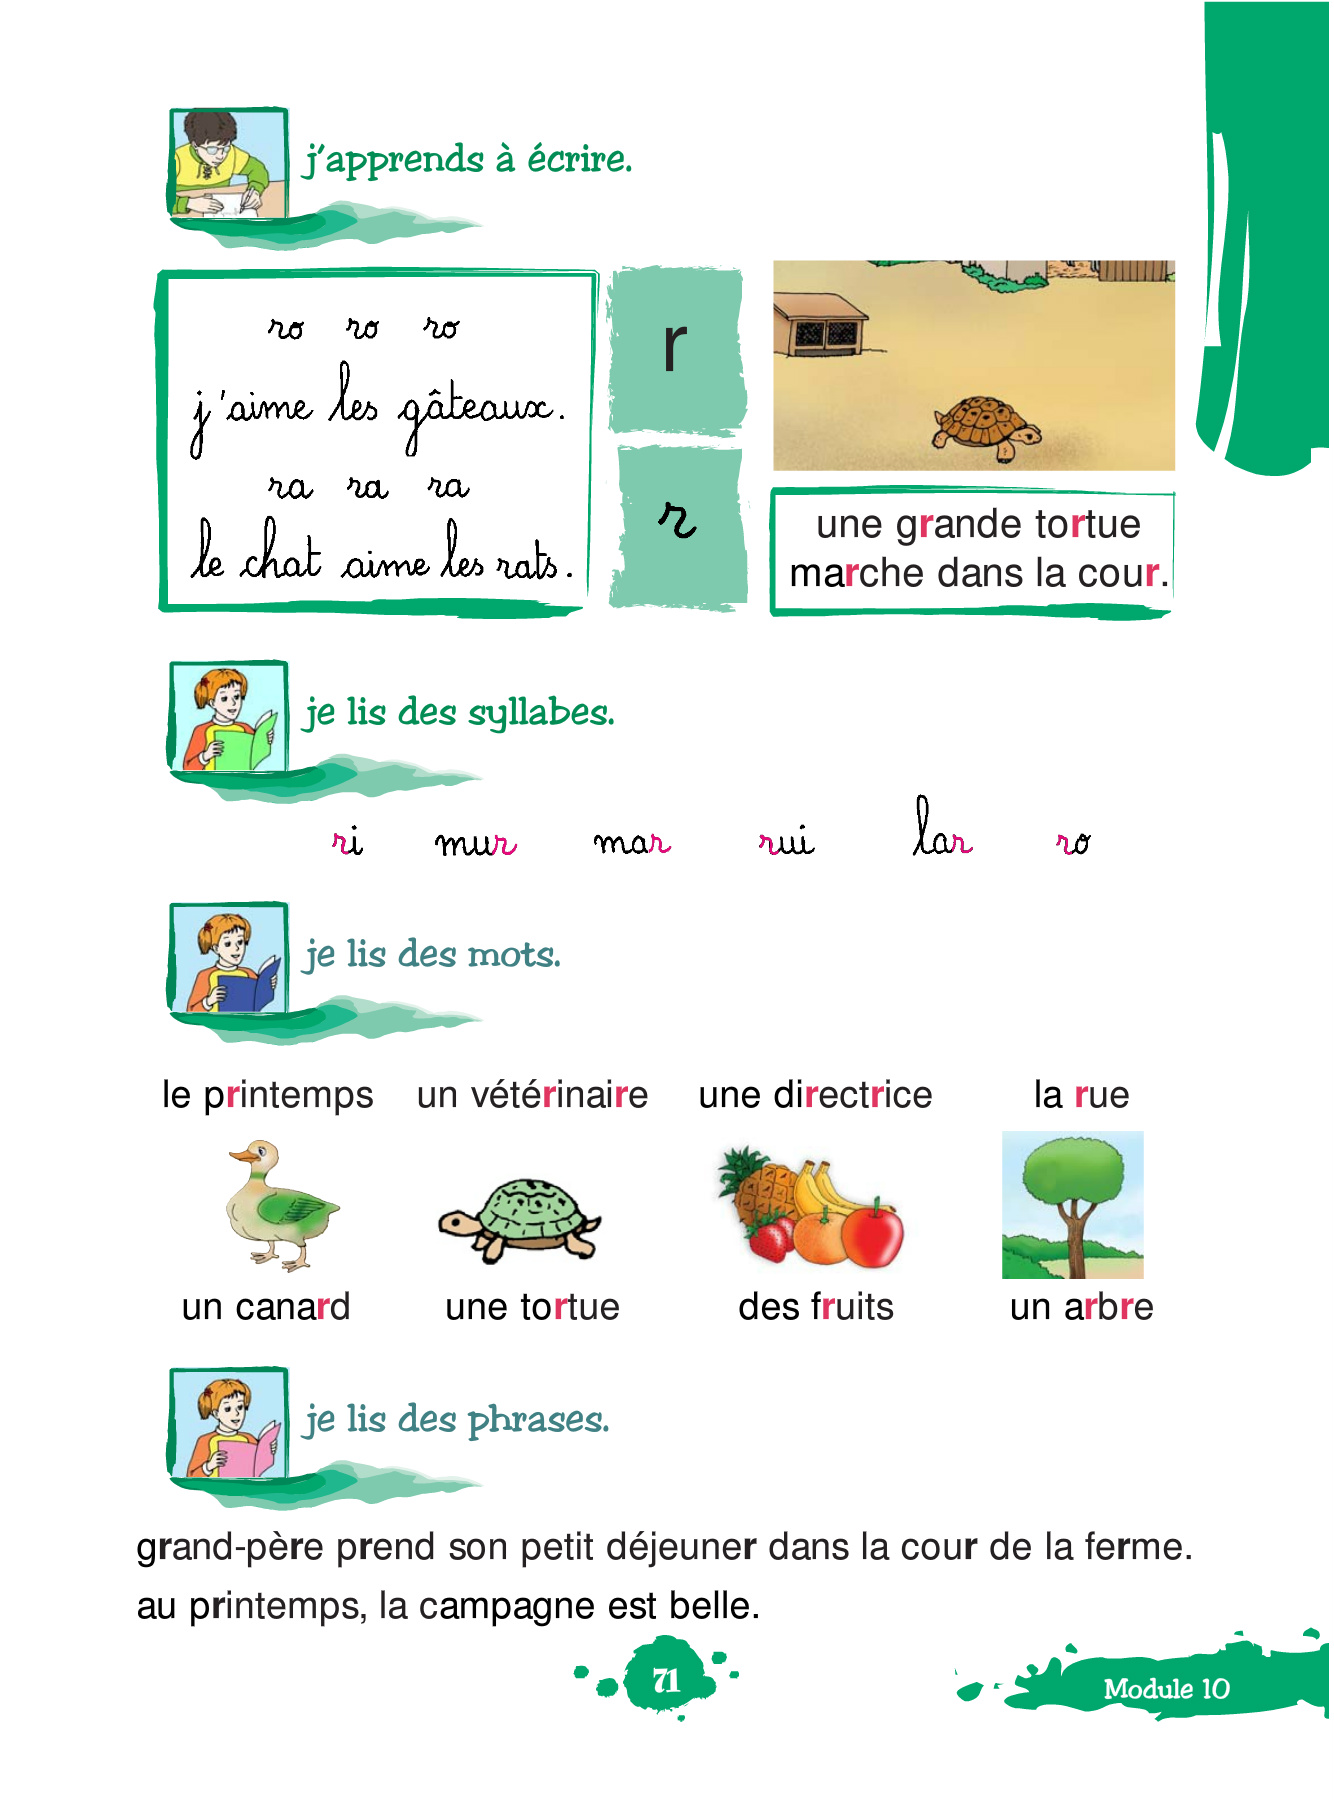 j'apprends à écrire.
ro ro ro
j'aime les gâteaux.
ra ra ra
le chat aime les rats.
r
r
une grande tortue
marche dans la cour.
je lis des syllabes.
ri mur mar rui lar ro
je lis des mots.
le printemps un vétérinaire une directrice la rue
un canard une tortue des fruits un arbre
je lis des phrases.
grand-père prend son petit déjeuner dans la cour de la ferme.
au printemps, la campagne est belle.
71
Module 10